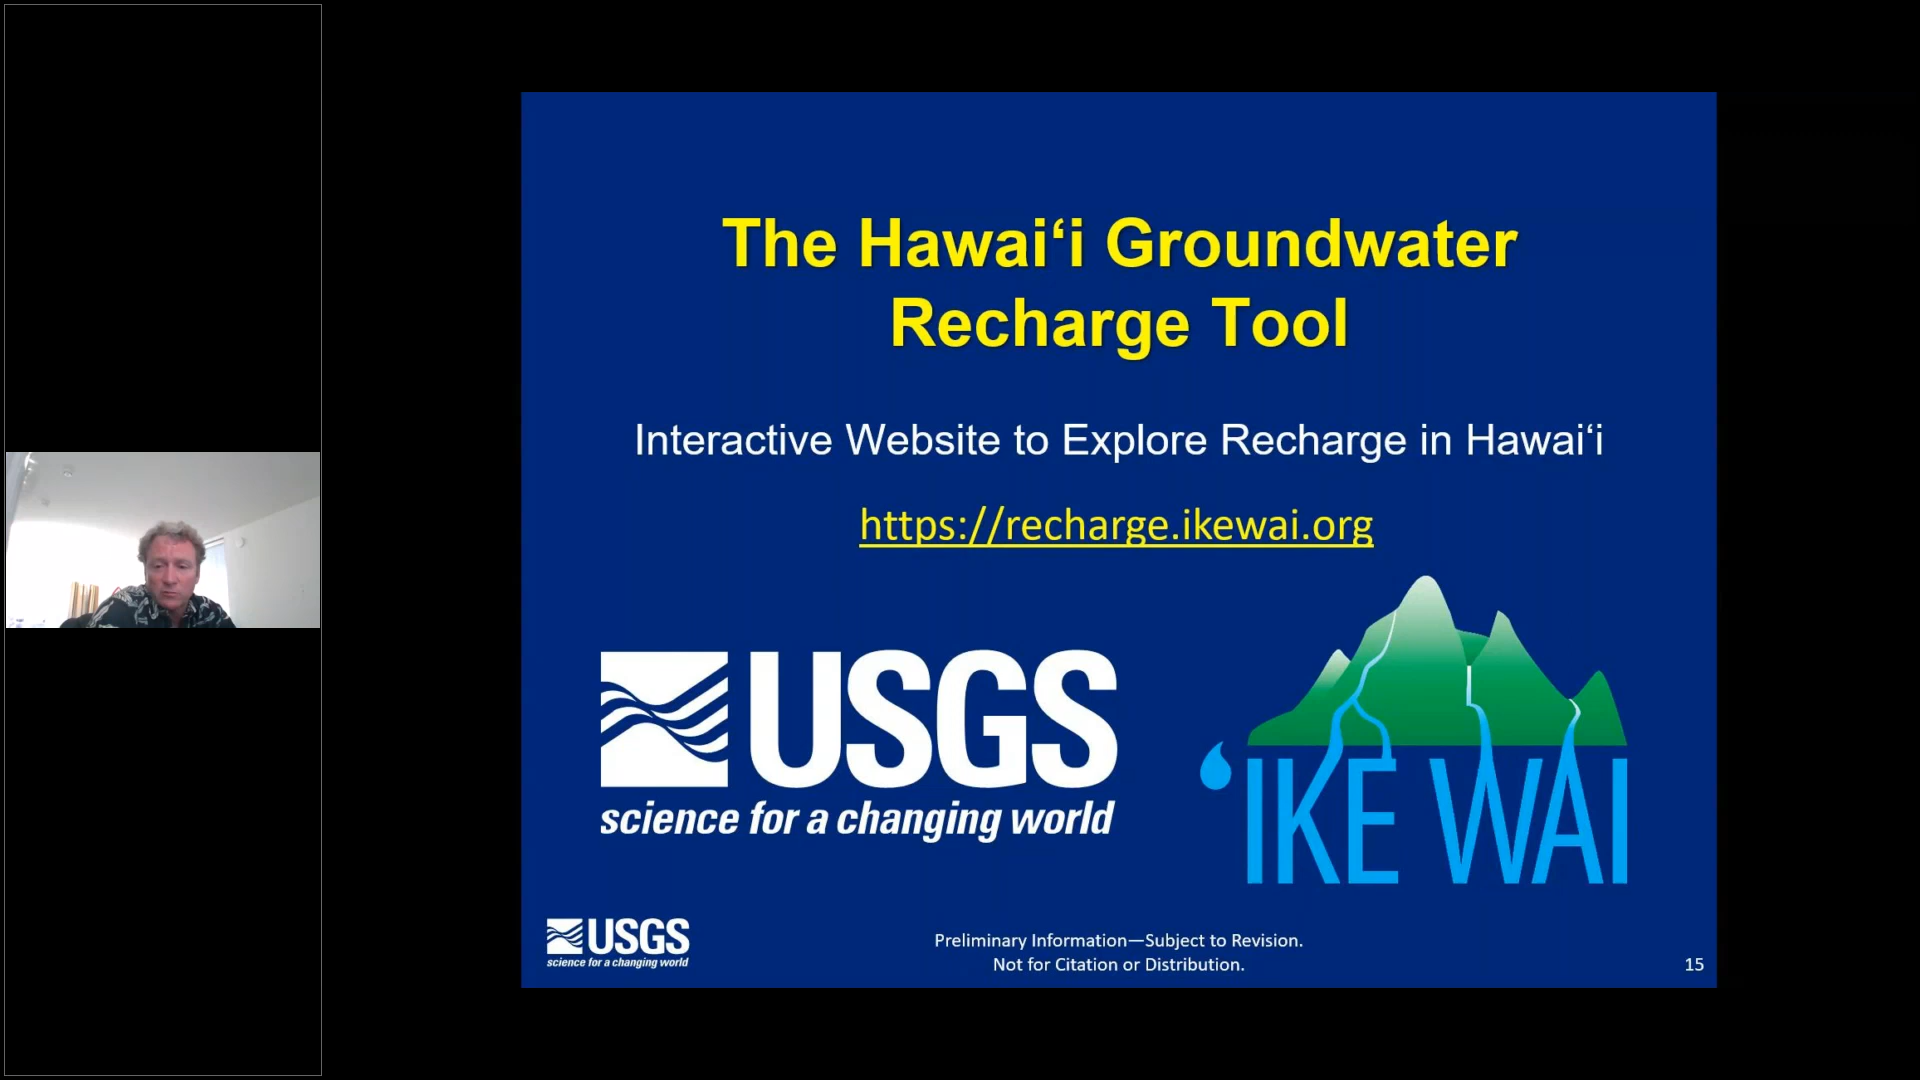 The Hawai‘i Groundwater
Recharge Tool
Interactive Website to Explore Recharge in Hawai‘i
https://recharge.ikewai.org
USGS
science for a changing world
‘IKE WAI
USGS
science for a changing world
Preliminary Information—Subject to Revision.
Not for Citation or Distribution.
15